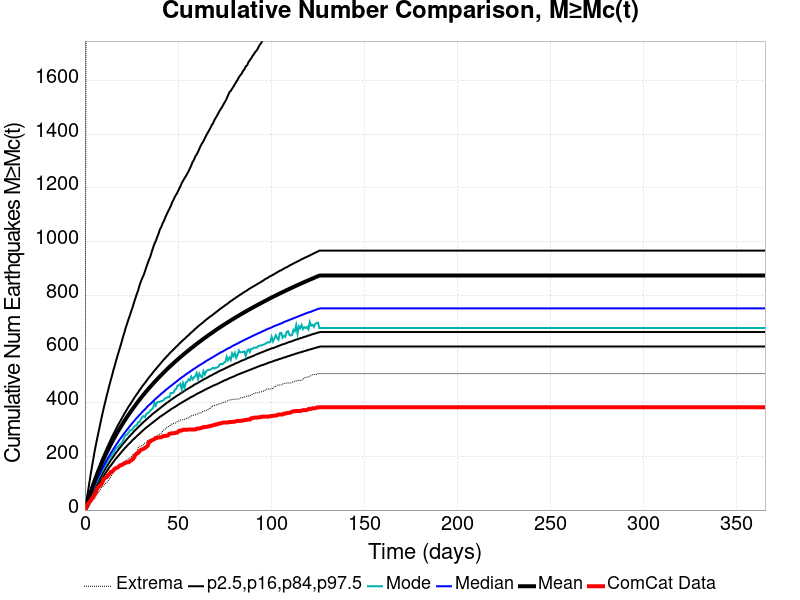 Cumulative Number Comparison, M≥Mc(t)
Cumulative Num Earthquakes M≥Mc(t)
1600
1400
1200
1000
800
600
400
200
0
0 50 100 150 200 250 300 350
Time (days)
Extrema p2.5,p16,p84,p97.5 Mode Median Mean ComCat Data